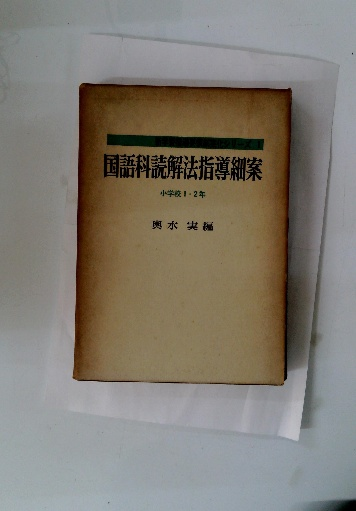 国語科読解法指導細案
小学校1・2年
輿水 実 編